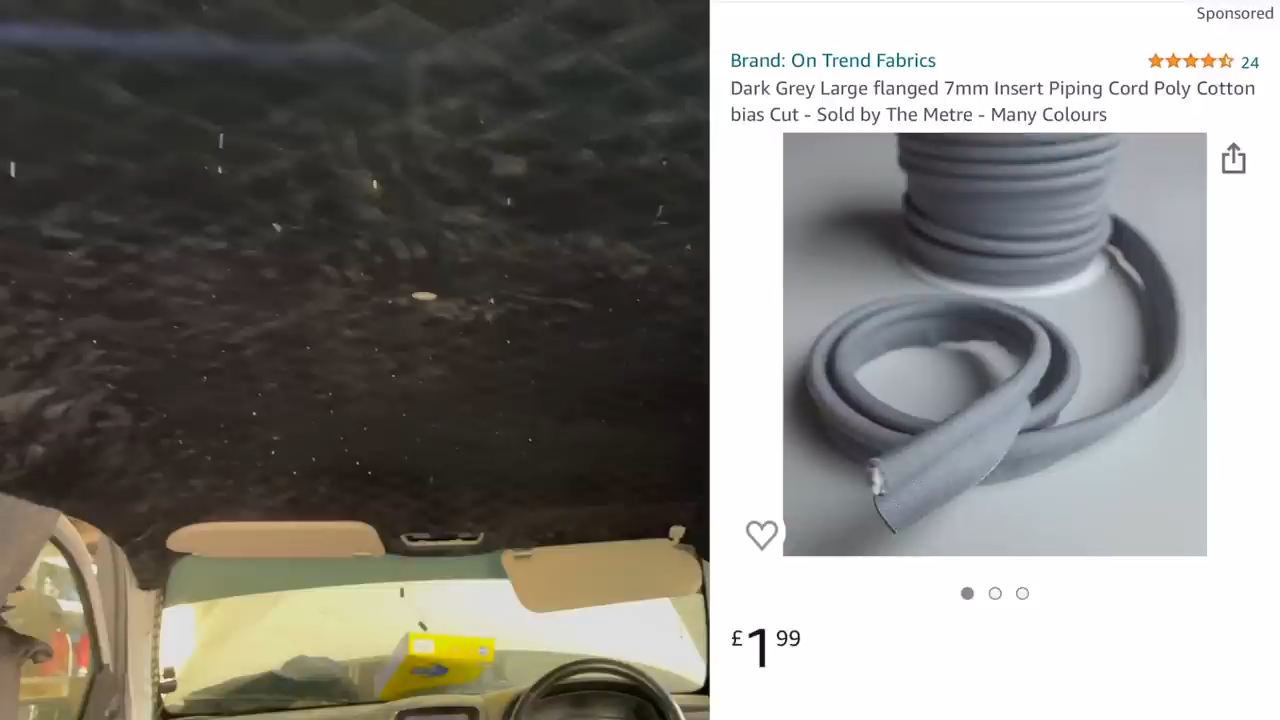 Sponsored
Brand: On Trend Fabrics
24
Dark Grey Large flanged 7mm Insert Piping Cord Poly Cotton
bias Cut - Sold by The Metre - Many Colours
£1 99